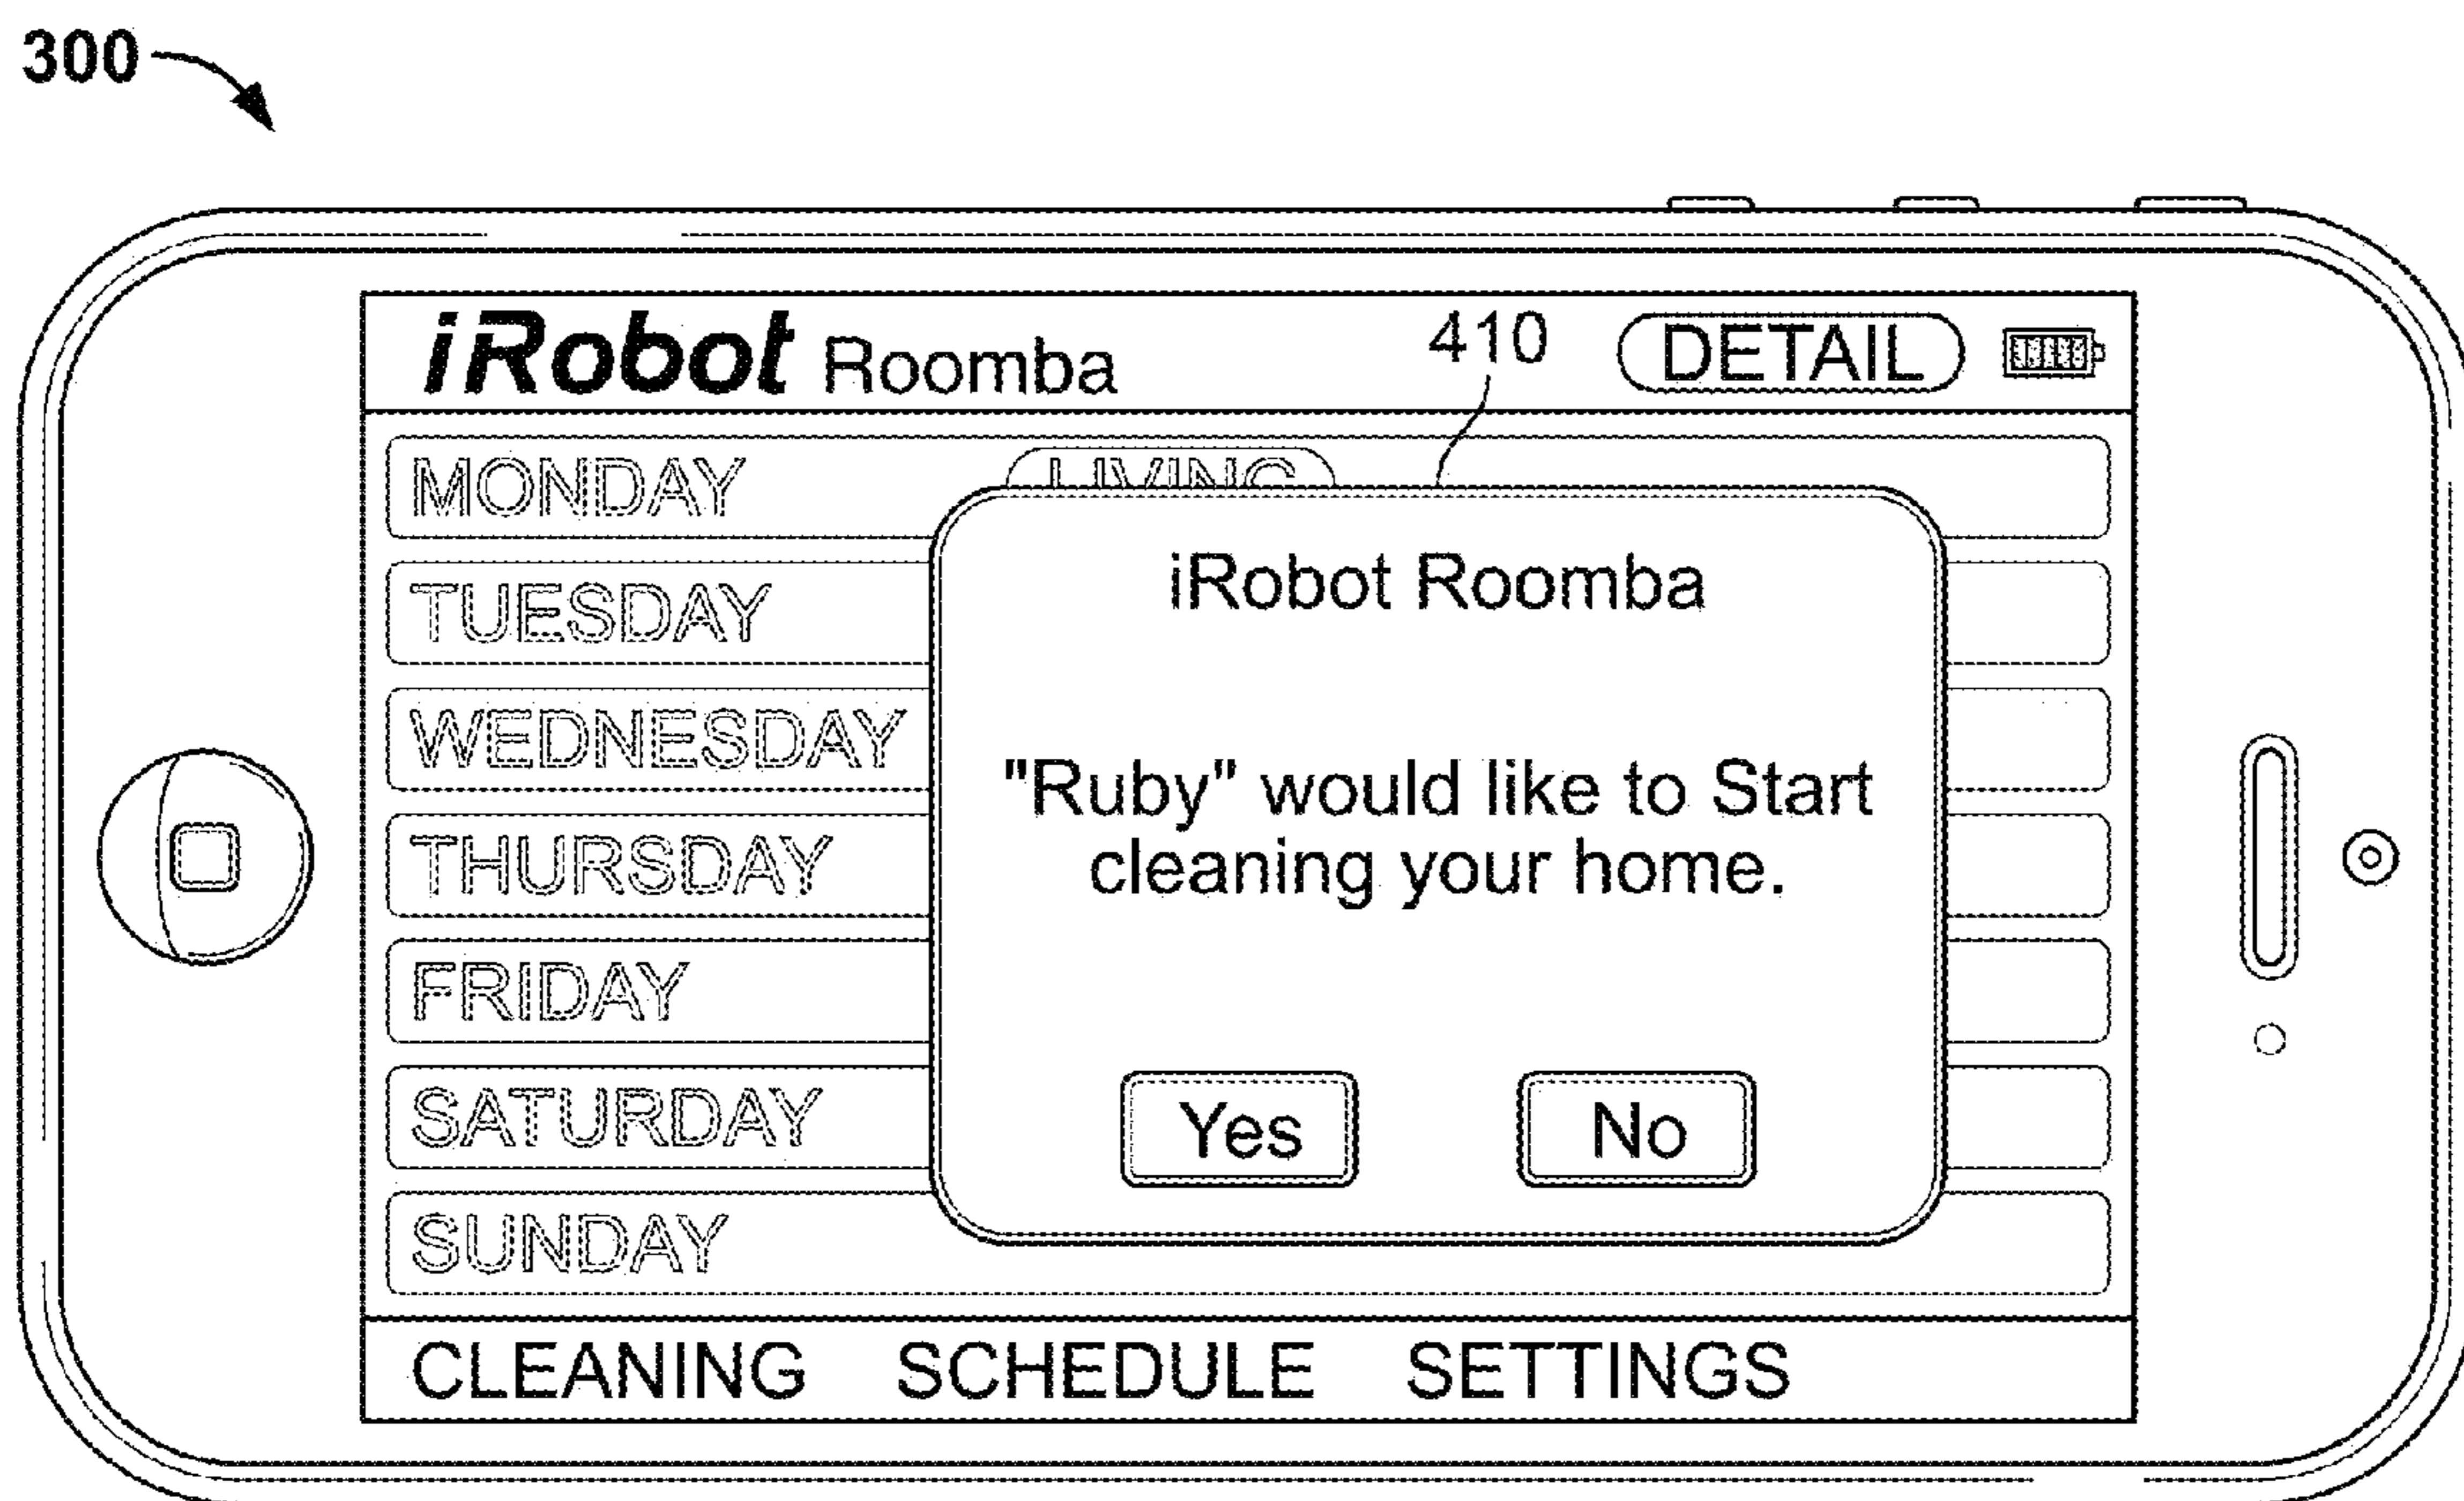 300
iRobot Roomba
410
DETAIL
MONDAY
LIVING
TUESDAY
WEDNESDAY
THURSDAY
FRIDAY
SATURDAY
SUNDAY
iRobot Roomba
"Ruby" would like to Start
cleaning your home.
Yes No
CLEANING SCHEDULE SETTINGS